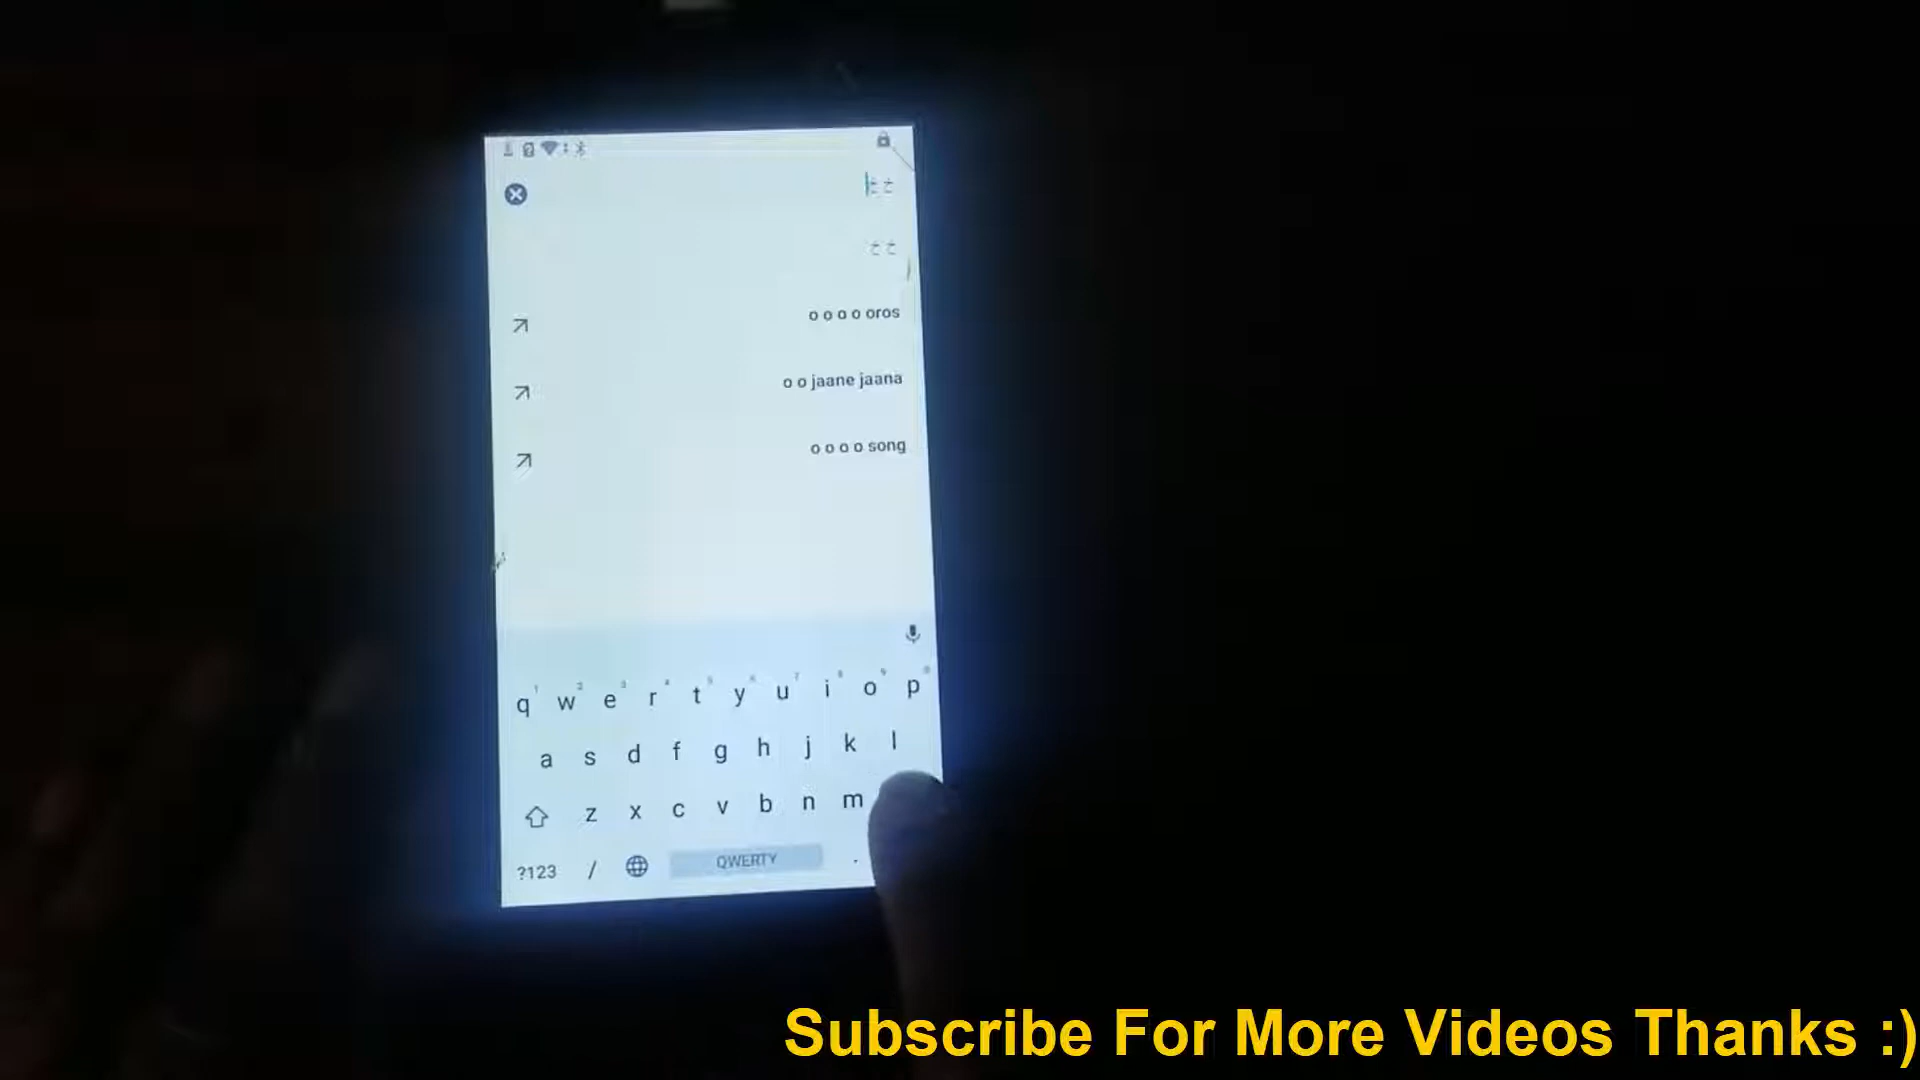 o o o o oros
o o jaane jaana
o o o o song
q w e r t y u i o p
a s d f g h j k l
z x c v b n m
?123 / QWERTY .
Subscribe For More Videos Thanks :)